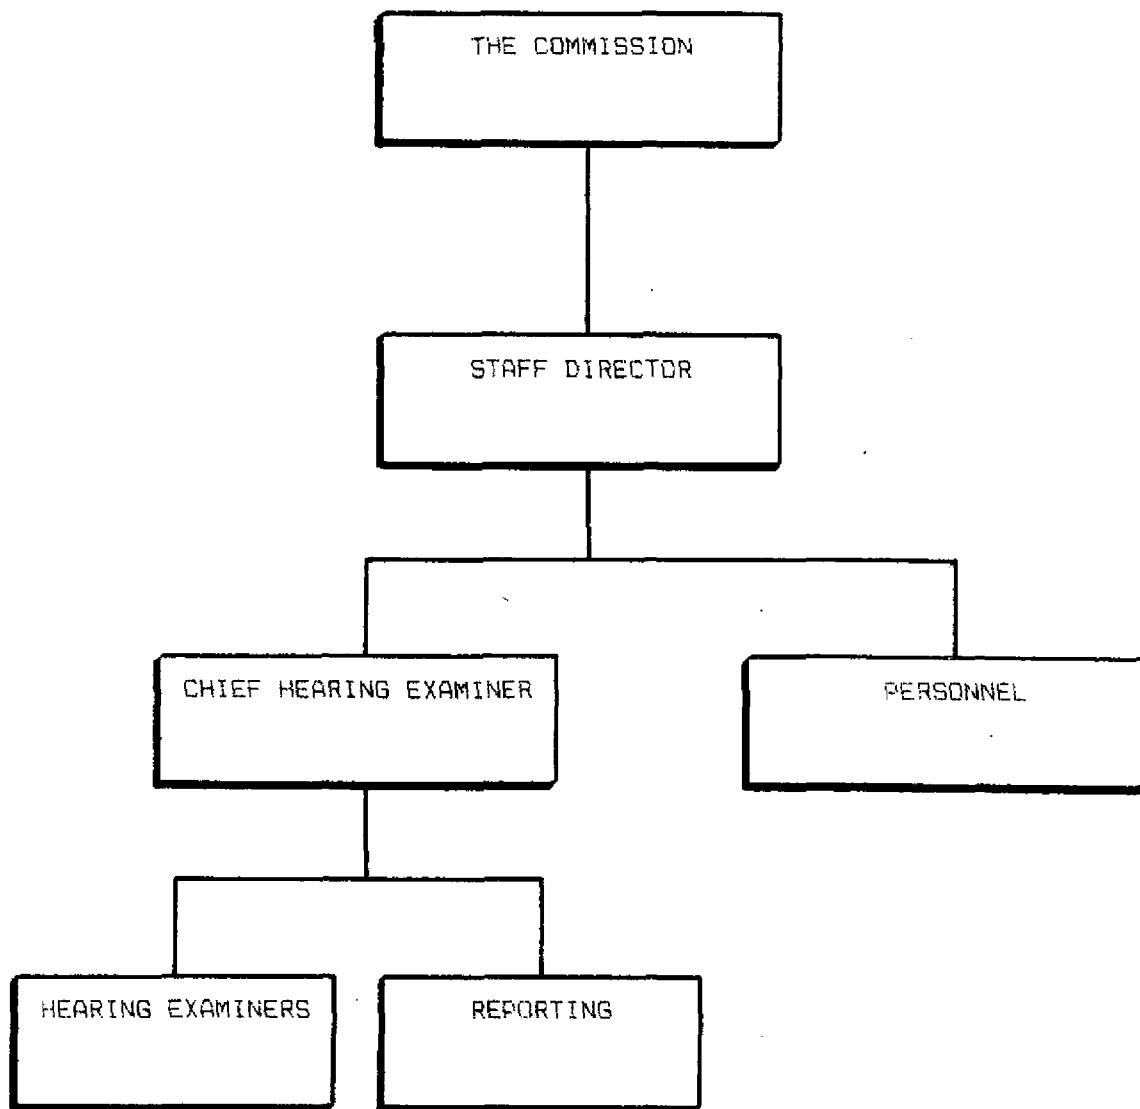 THE COMMISSION
STAFF DIRECTOR
CHIEF HEARING EXAMINER
PERSONNEL
HEARING EXAMINERS
REPORTING